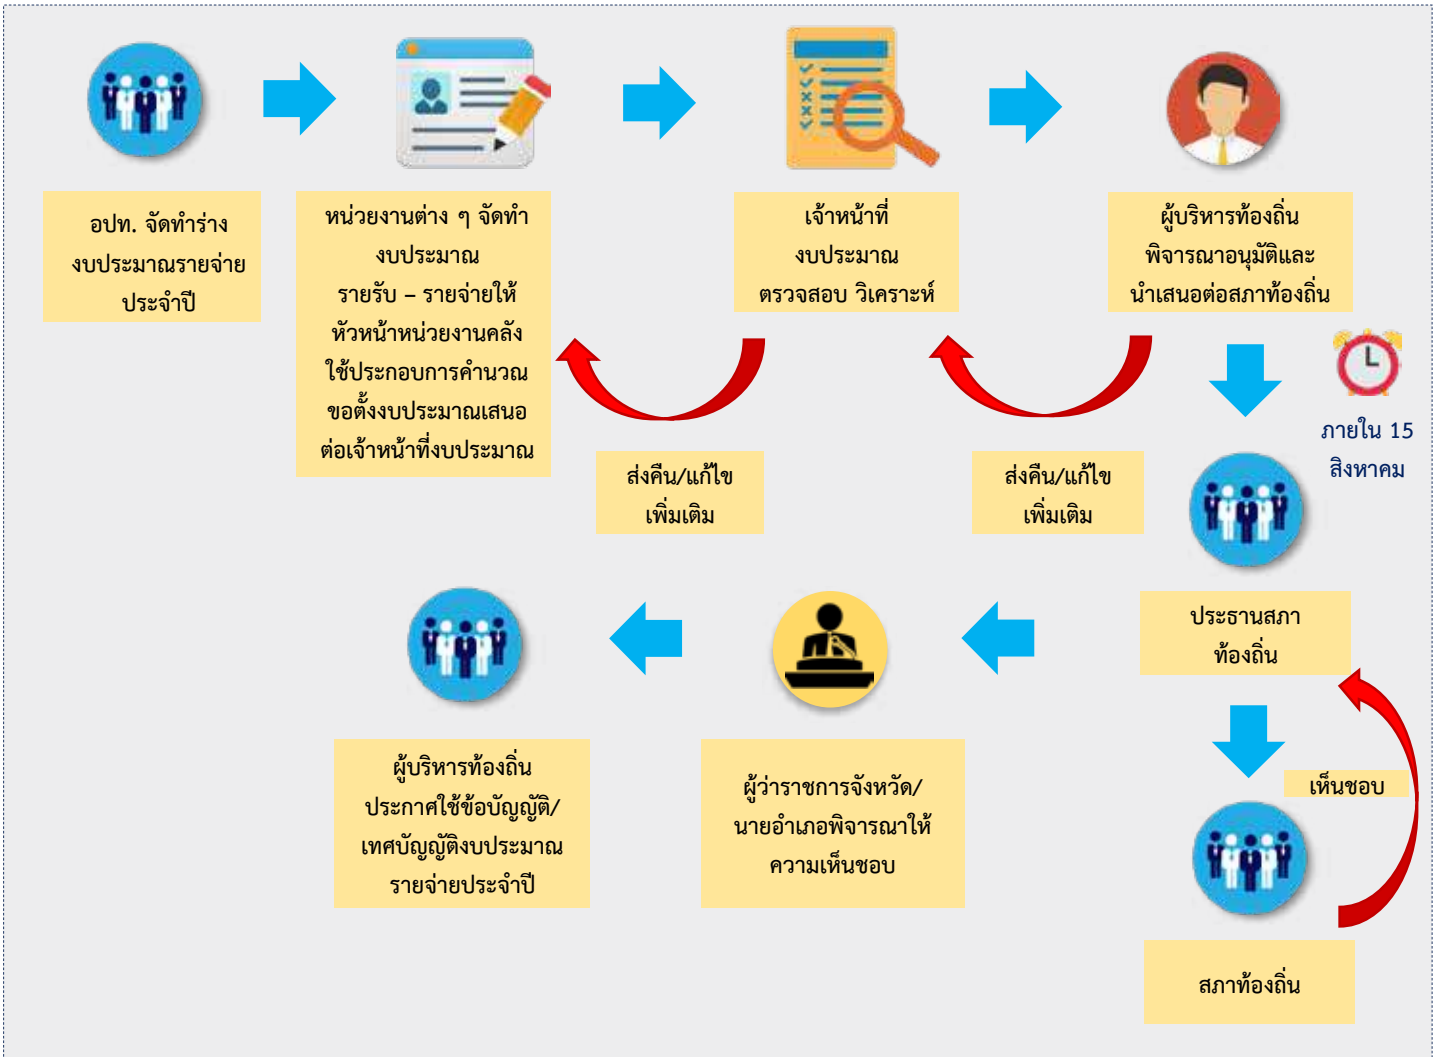 อปท. จัดทำร่าง
งบประมาณรายจ่าย
ประจำปี
หน่วยงานต่าง ๆ จัดทำ
งบประมาณ
รายรับ – รายจ่ายให้
หัวหน้าหน่วยงานคลัง
ใช้ประกอบการคำนวณ
ขอตั้งงบประมาณเสนอ
ต่อเจ้าหน้าที่งบประมาณ
เจ้าหน้าที่
งบประมาณ
ตรวจสอบ วิเคราะห์
ผู้บริหารท้องถิ่น
พิจารณาอนุมัติและ
นำเสนอต่อสภาท้องถิ่น
ส่งคืน/แก้ไข
เพิ่มเติม
ส่งคืน/แก้ไข
เพิ่มเติม
ภายใน 15
สิงหาคม
ประธานสภา
ท้องถิ่น
เห็นชอบ
สภาท้องถิ่น
ผู้ว่าราชการจังหวัด/
นายอำเภอพิจารณาให้
ความเห็นชอบ
ผู้บริหารท้องถิ่น
ประกาศใช้ข้อบัญญัติ/
เทศบัญญัติงบประมาณ
รายจ่ายประจำปี